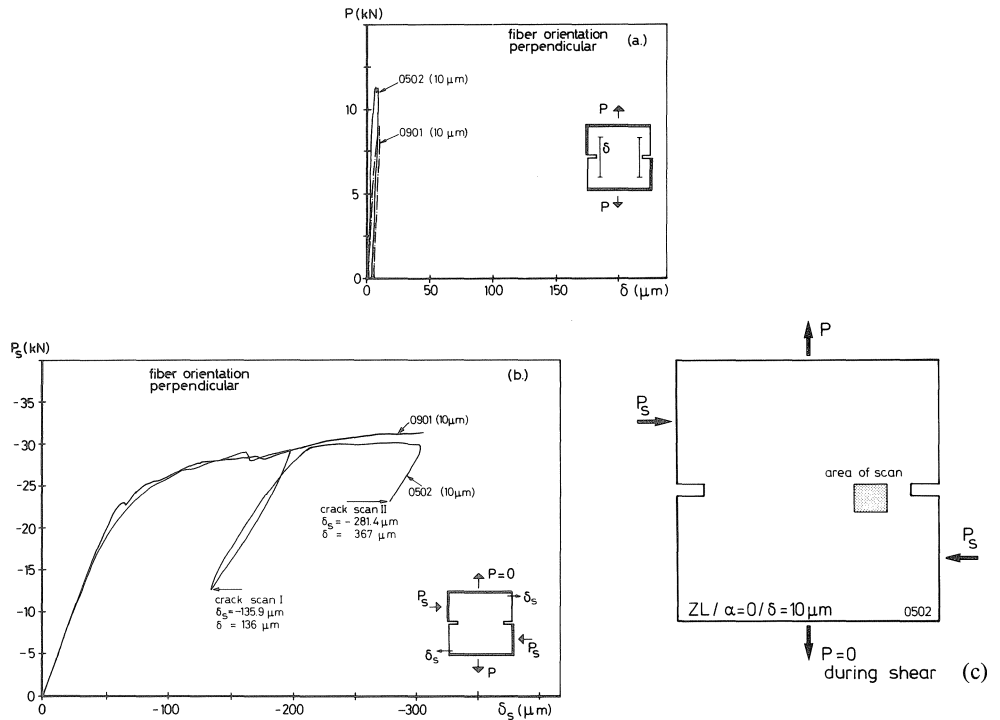 P (kN)
fiber orientation
perpendicular
(a.)
0502 (10 μm)
0901 (10 μm)
10
5
0
0
50
100
150
δ (μm)
P
δ
P
Ps (kN)
fiber orientation
perpendicular
(b.)
-35
-30
-25
-20
-15
-10
-5
0
0
-100
-200
-300
δs (μm)
0901 (10μm)
0502 (10μm)
crack scan II
δs = - 281.4 μm
δ = 367 μm
crack scan I
δs=-135.9 μm
δ = 136 μm
P=0
Ps
δs
δs
Ps
P
P
Ps
area of scan
Ps
ZL / α=0/δ=10μm
0502
P=0
during shear
(c)